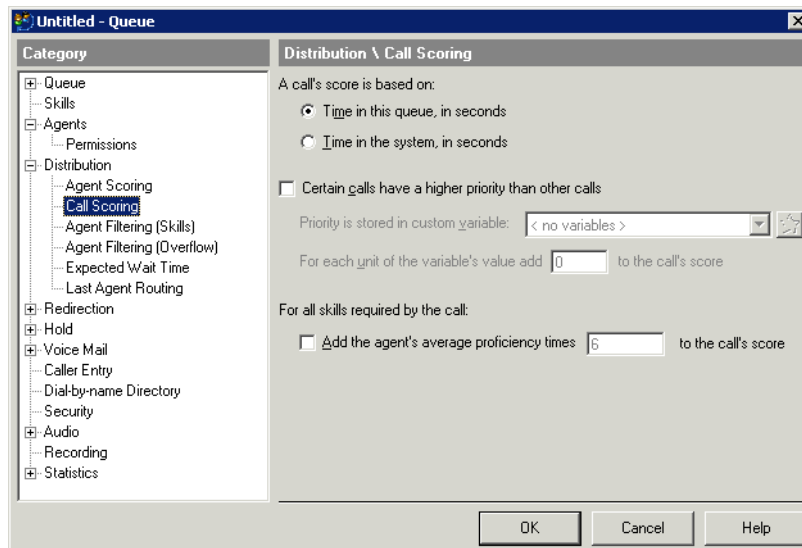 Untitled - Queue
Category
Queue
Skills
Agents
Permissions
Distribution
Agent Scoring
Call Scoring
Agent Filtering (Skills)
Agent Filtering (Overflow)
Expected Wait Time
Last Agent Routing
Redirection
Hold
Voice Mail
Caller Entry
Dial-by-name Directory
Security
Audio
Recording
Statistics
Distribution \ Call Scoring
A call's score is based on:
Time in this queue, in seconds
Time in the system, in seconds
Certain calls have a higher priority than other calls
Priority is stored in custom variable: < no variables >
For each unit of the variable's value add 0 to the call's score
For all skills required by the call:
Add the agent's average proficiency times 6 to the call's score
OK Cancel Help